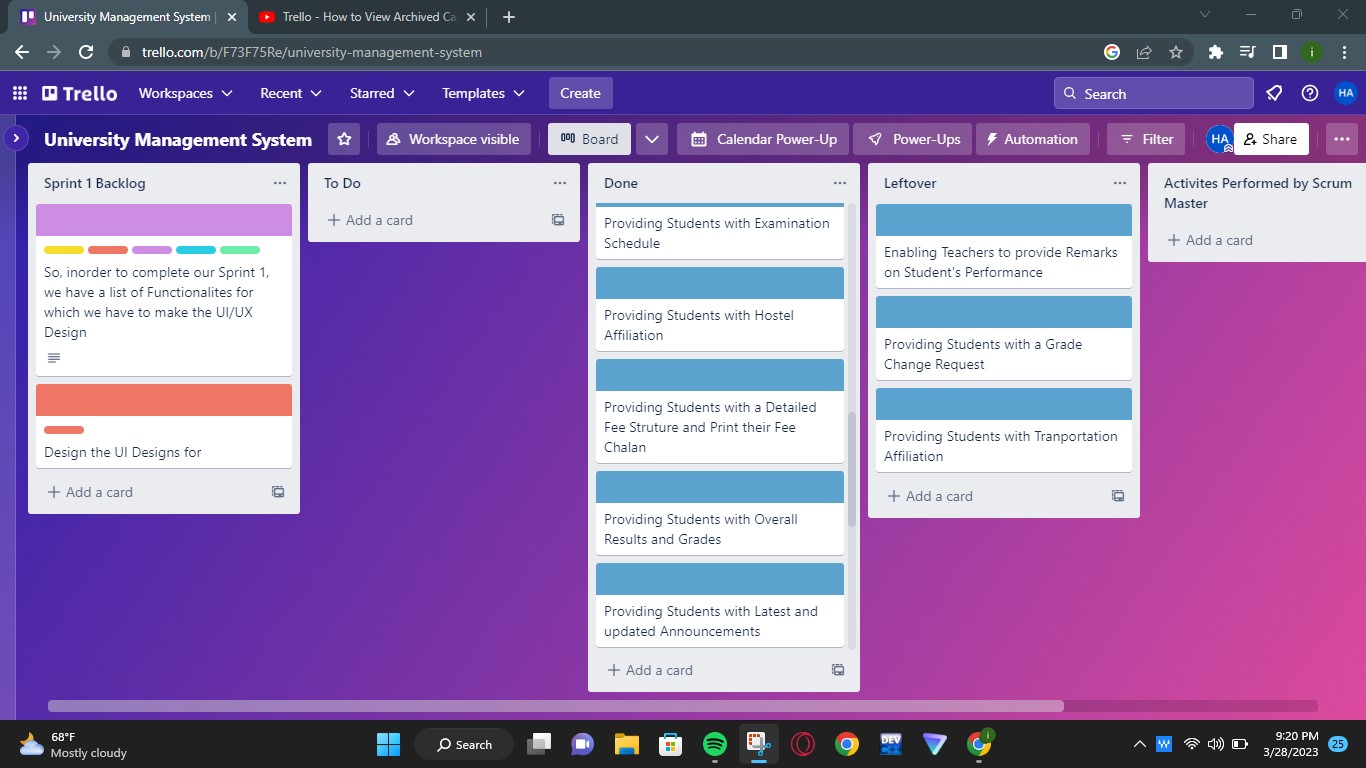 University Management System |
Trello - How to View Archived Ca
trello.com/b/F73F75Re/university-management-system
i
Trello
Workspaces
Recent
Starred
Templates
Create
Search
HA
University Management System
Workspace visible
Board
Calendar Power-Up
Power-Ups
Automation
Filter
HA
Share
Sprint 1 Backlog
So, inorder to complete our Sprint 1,
we have a list of Functionalites for
which we have to make the UI/UX
Design
Design the UI Designs for
Add a card
To Do
Add a card
Done
Providing Students with Examination
Schedule
Providing Students with Hostel
Affiliation
Providing Students with a Detailed
Fee Struture and Print their Fee
Chalan
Providing Students with Overall
Results and Grades
Providing Students with Latest and
updated Announcements
Add a card
Leftover
Enabling Teachers to provide Remarks
on Student's Performance
Providing Students with a Grade
Change Request
Providing Students with Tranportation
Affiliation
Add a card
Activites Performed by Scrum
Master
Add a card
68°F
Mostly cloudy
Search
DEV
i
W
9:20 PM
3/28/2023
25